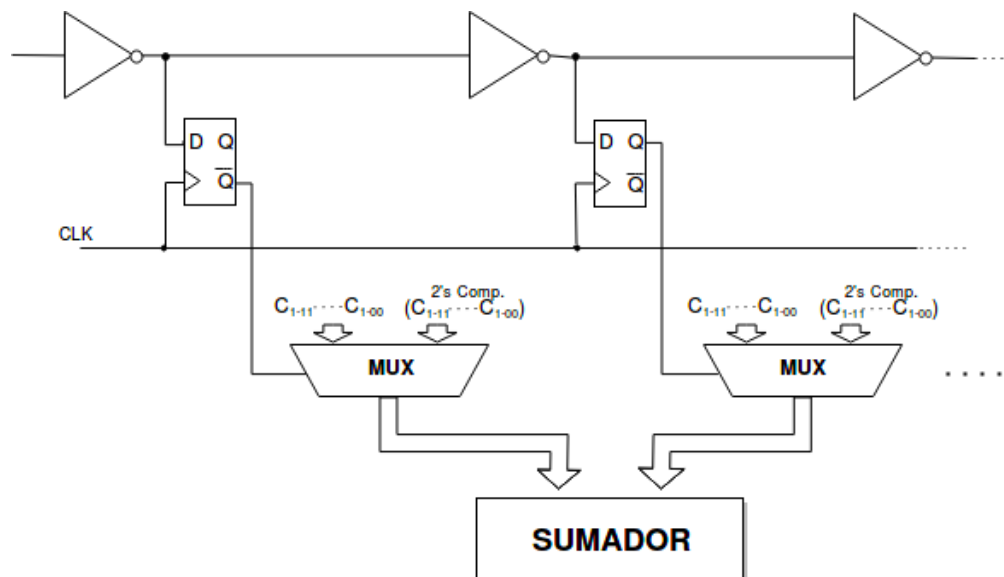 D Q
Q̅
D Q
Q̅
CLK
C₁₋₁₁·····C₁₋₀₀
2's Comp.
(C₁₋₁₁·····C₁₋₀₀)
C₁₋₁₁·····C₁₋₀₀
2's Comp.
(C₁₋₁₁·····C₁₋₀₀)
MUX
MUX
SUMADOR